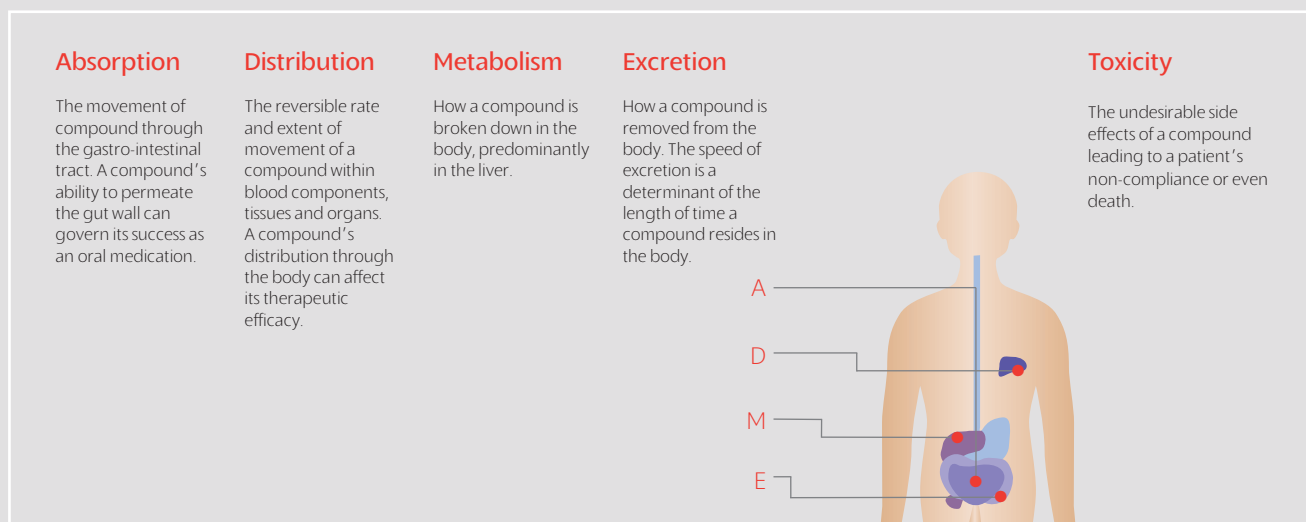 Absorption
The movement of
compound through
the gastro-intestinal
tract. A compound's
ability to permeate
the gut wall can
govern its success as
an oral medication.
Distribution
The reversible rate
and extent of
movement of a
compound within
blood components,
tissues and organs.
A compound's
distribution through
the body can affect
its therapeutic
efficacy.
Metabolism
How a compound is
broken down in the
body, predominantly
in the liver.
Excretion
How a compound is
removed from the
body. The speed of
excretion is a
determinant of the
length of time a
compound resides in
the body.
Toxicity
The undesirable side
effects of a compound
leading to a patient's
non-compliance or even
death.
A
D
M
E